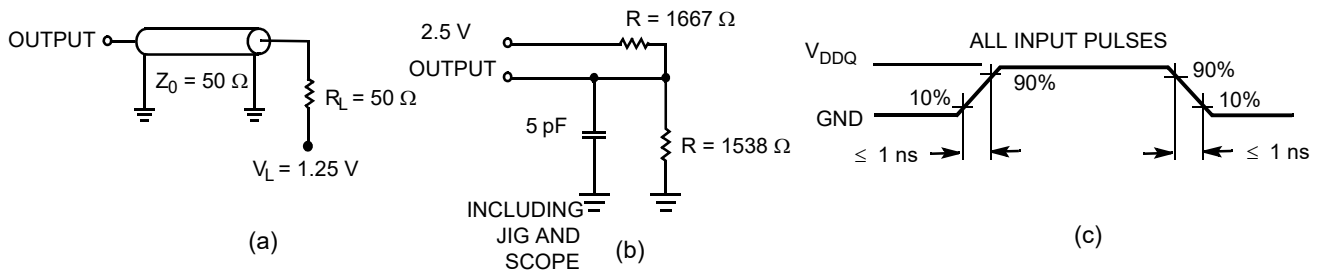 OUTPUT
Z0 = 50 Ω
RL = 50 Ω
VL = 1.25 V
(a)
R = 1667 Ω
2.5 V
OUTPUT
5 pF
R = 1538 Ω
INCLUDING
JIG AND
SCOPE
(b)
ALL INPUT PULSES
VDDQ
GND
10%
90%
90%
10%
≤ 1 ns
≤ 1 ns
(c)